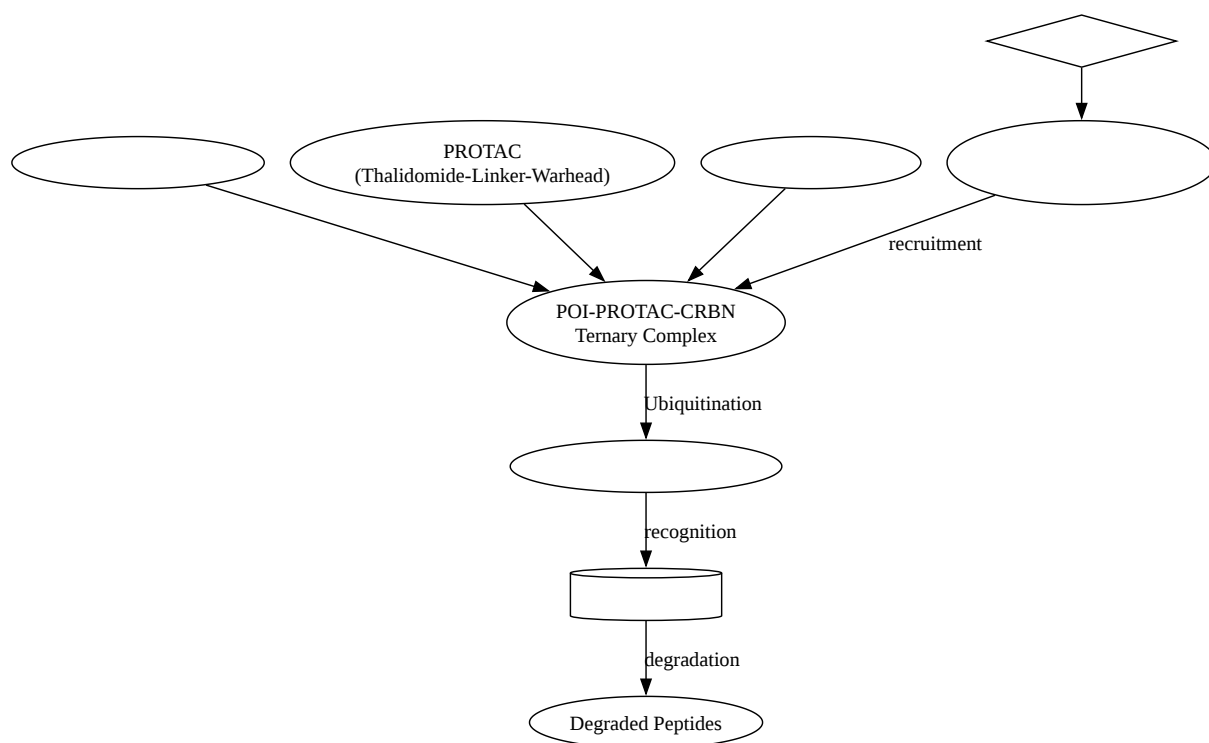 PROTAC
(Thalidomide-Linker-Warhead)
recruitment
POI-PROTAC-CRBN
Ternary Complex
Ubiquitination
recognition
degradation
Degraded Peptides